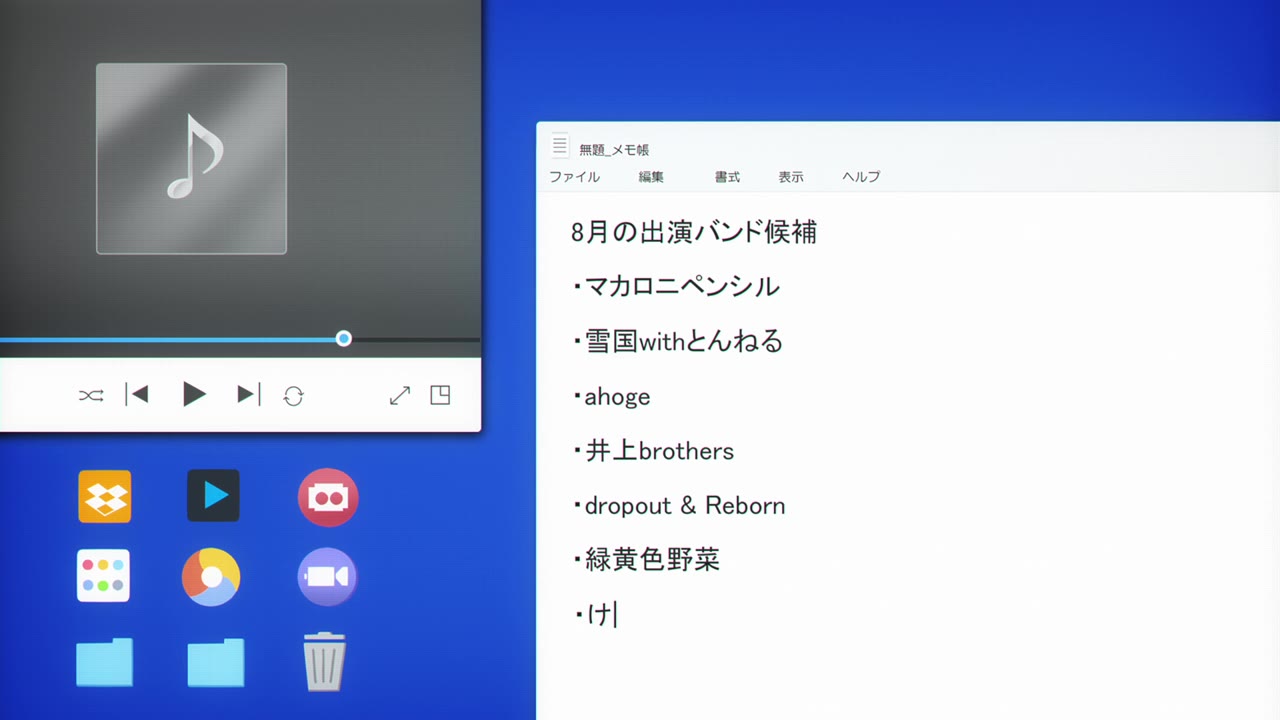 無題_メモ帳
ファイル 編集 書式 表示 ヘルプ
8月の出演バンド候補
・マカロニペンシル
・雪国withとんねる
・ahoge
・井上brothers
・dropout & Reborn
・緑黄色野菜
・け